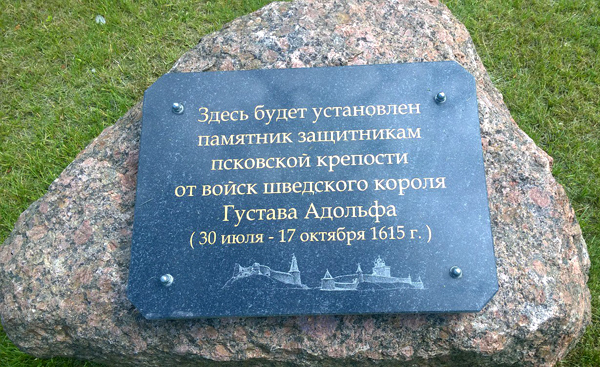 Здесь будет установлен
памятник защитникам
псковской крепости
от войск шведского короля
Густава Адольфа
( 30 июля - 17 октября 1615 г. )